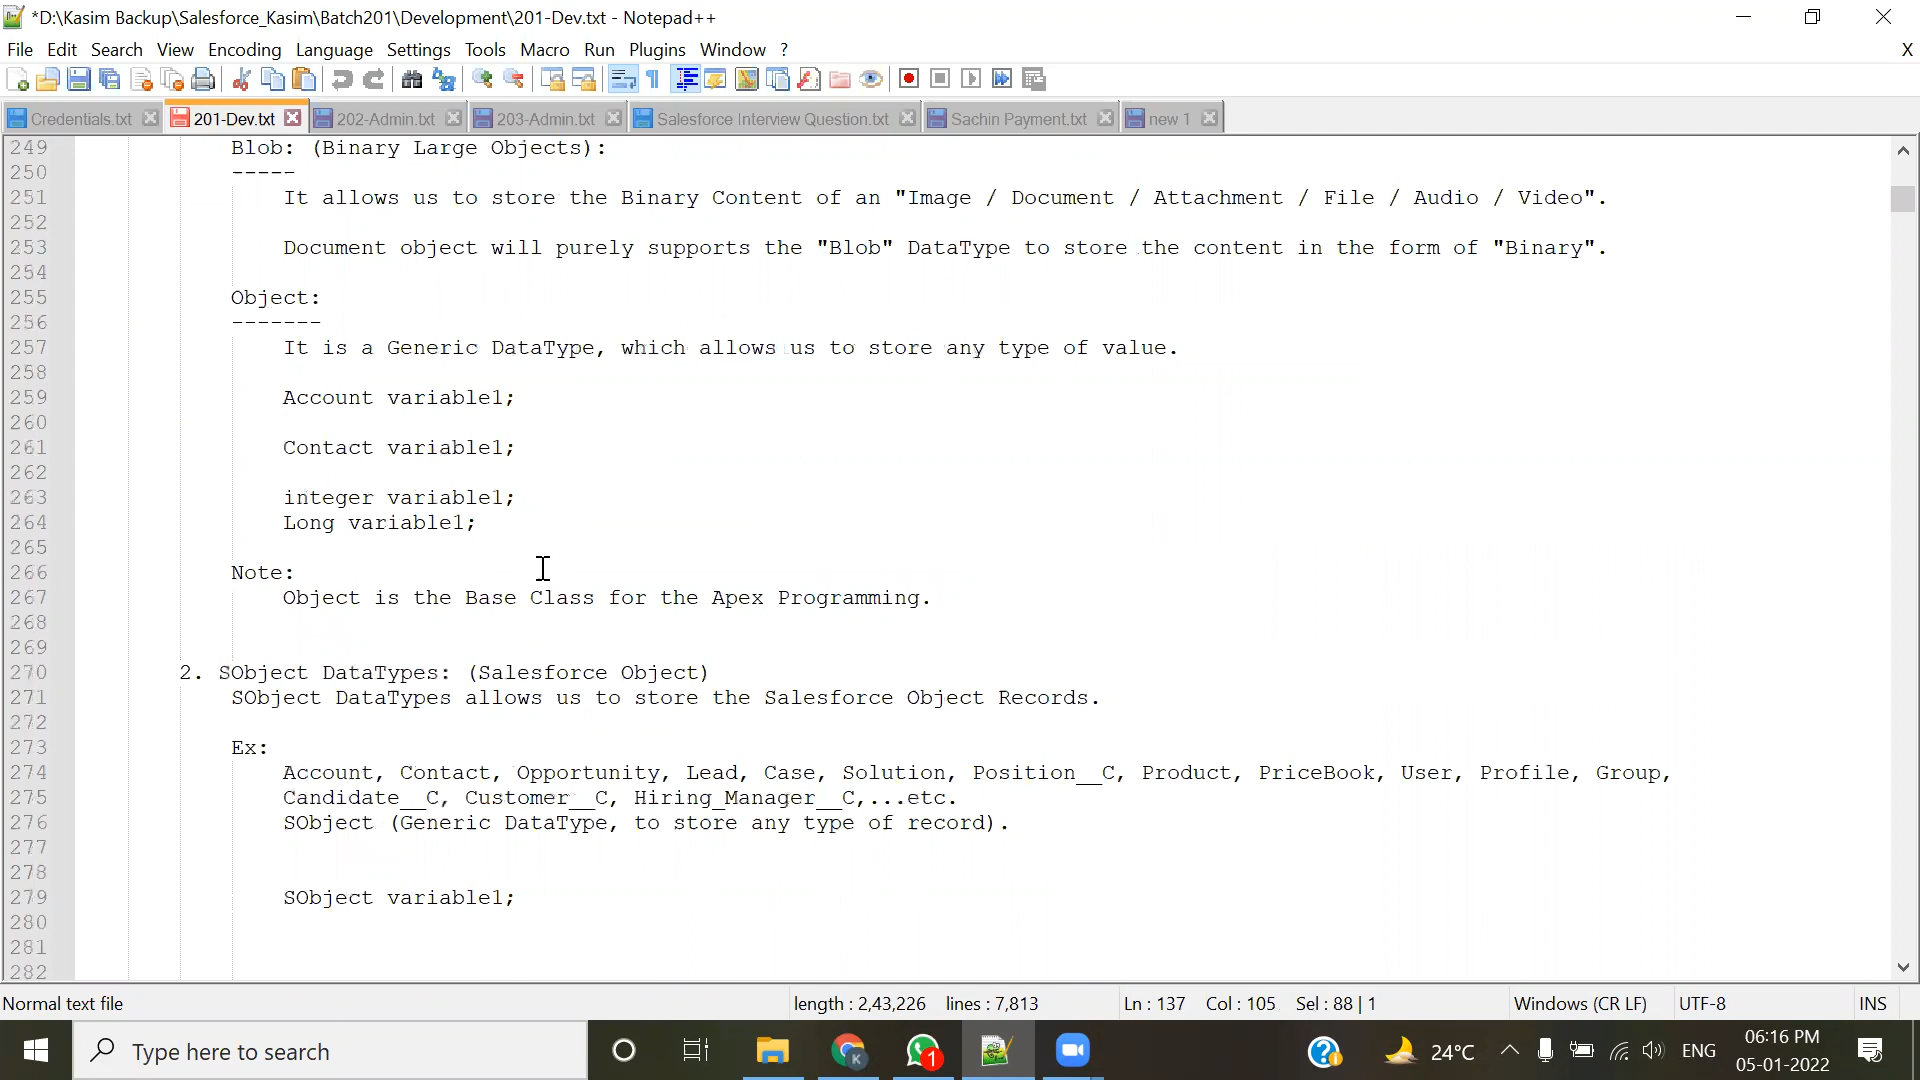 *D:\Kasim Backup\Salesforce_Kasim\Batch201\Development\201-Dev.txt - Notepad++
File Edit Search View Encoding Language Settings Tools Macro Run Plugins Window ? X
Credentials.txt 201-Dev.txt 202-Admin.txt 203-Admin.txt Salesforce Interview Question.txt Sachin Payment.txt new 1
249 Blob: (Binary Large Objects):
250 -----
251 It allows us to store the Binary Content of an "Image / Document / Attachment / File / Audio / Video".
252
253 Document object will purely supports the "Blob" DataType to store the content in the form of "Binary".
254
255 Object:
256 -------
257 It is a Generic DataType, which allows us to store any type of value.
258
259 Account variable1;
260
261 Contact variable1;
262
263 integer variable1;
264 Long variable1;
265
266 Note:
267 Object is the Base Class for the Apex Programming.
268
269
270 2. SObject DataTypes: (Salesforce Object)
271 SObject DataTypes allows us to store the Salesforce Object Records.
272
273 Ex:
274 Account, Contact, Opportunity, Lead, Case, Solution, Position__C, Product, PriceBook, User, Profile, Group,
275 Candidate__C, Customer__C, Hiring_Manager__C,...etc.
276 SObject (Generic DataType, to store any type of record).
277
278
279 SObject variable1;
280
281
282
Normal text file length : 2,43,226 lines : 7,813 Ln : 137 Col : 105 Sel : 88 | 1 Windows (CR LF) UTF-8 INS
Type here to search K 1 24°C ENG 06:16 PM
05-01-2022